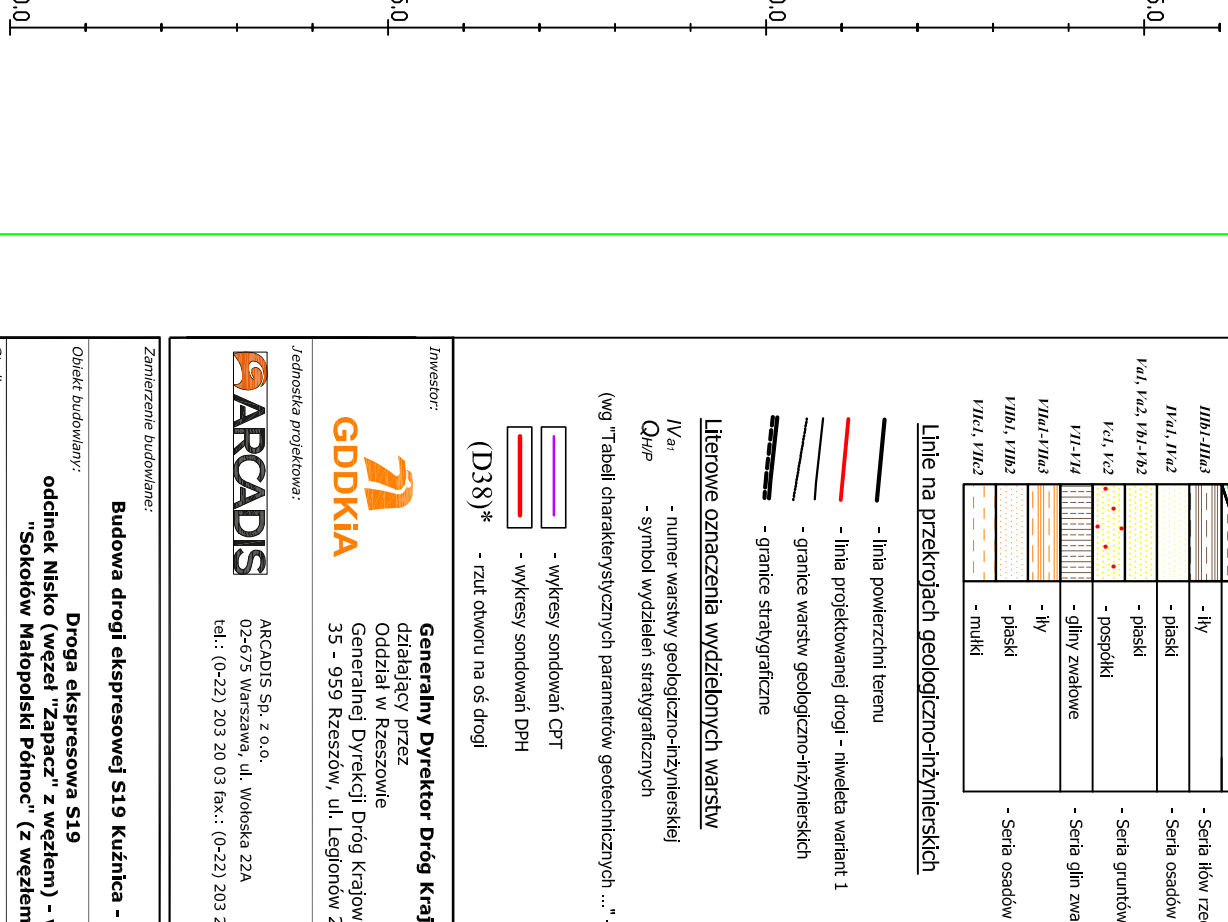 IIIb1-IIIa3 - iły - Seria iłów
IVa1, IVa2 - piaski - Seria osadów
Va1, Va2, Vb1-Vb2 - piaski
Vc1, Vc2 - pospółki - Seria gruntów
VI1-VI4 - gliny zwałowe - Seria glin
VIIa1-VIIa3 - iły
VIIb1, VIIb2 - piaski - Seria osadów
VIIc1, VIIc2 - mułki
Linie na przekrojach geologiczno-inżynierskich
- linia powierzchni terenu
- linia projektowanej drogi - niweleta wariant 1
- granice warstw geologiczno-inżynierskich
- granice stratygraficzne
Literowe oznaczenia wydzielonych warstw
IVa1 - numer warstwy geologiczno-inżynierskiej
QH/P - symbol wydzieleń stratygraficznych
(wg "Tabeli charakterystycznych parametrów geotechnicznych ..." -
- wykresy sondowań CPT
- wykresy sondowań DPH
(D38)* - rzut otworu na oś drogi
Inwestor:
GDDKiA
Generalny Dyrektor Dróg
działający przez
Oddział w Rzeszowie
Generalnej Dyrekcji Dróg
35 - 959 Rzeszów, ul. Legionów
Jednostka projektowa:
ARCADIS
ARCADIS Sp. z o.o.
02-675 Warszawa, ul. Wołoska 22A
tel.: (0-22) 203 20 03 fax.: (0-22) 203
Zamierzenie budowlane:
Budowa drogi ekspresowej S19 Kuźnica -
Obiekt budowlany:
Droga ekspresowa S19
odcinek Nisko (węzeł "Zapacz" z węzłem) -
"Sokołów Małopolski Północ" (z węzłem